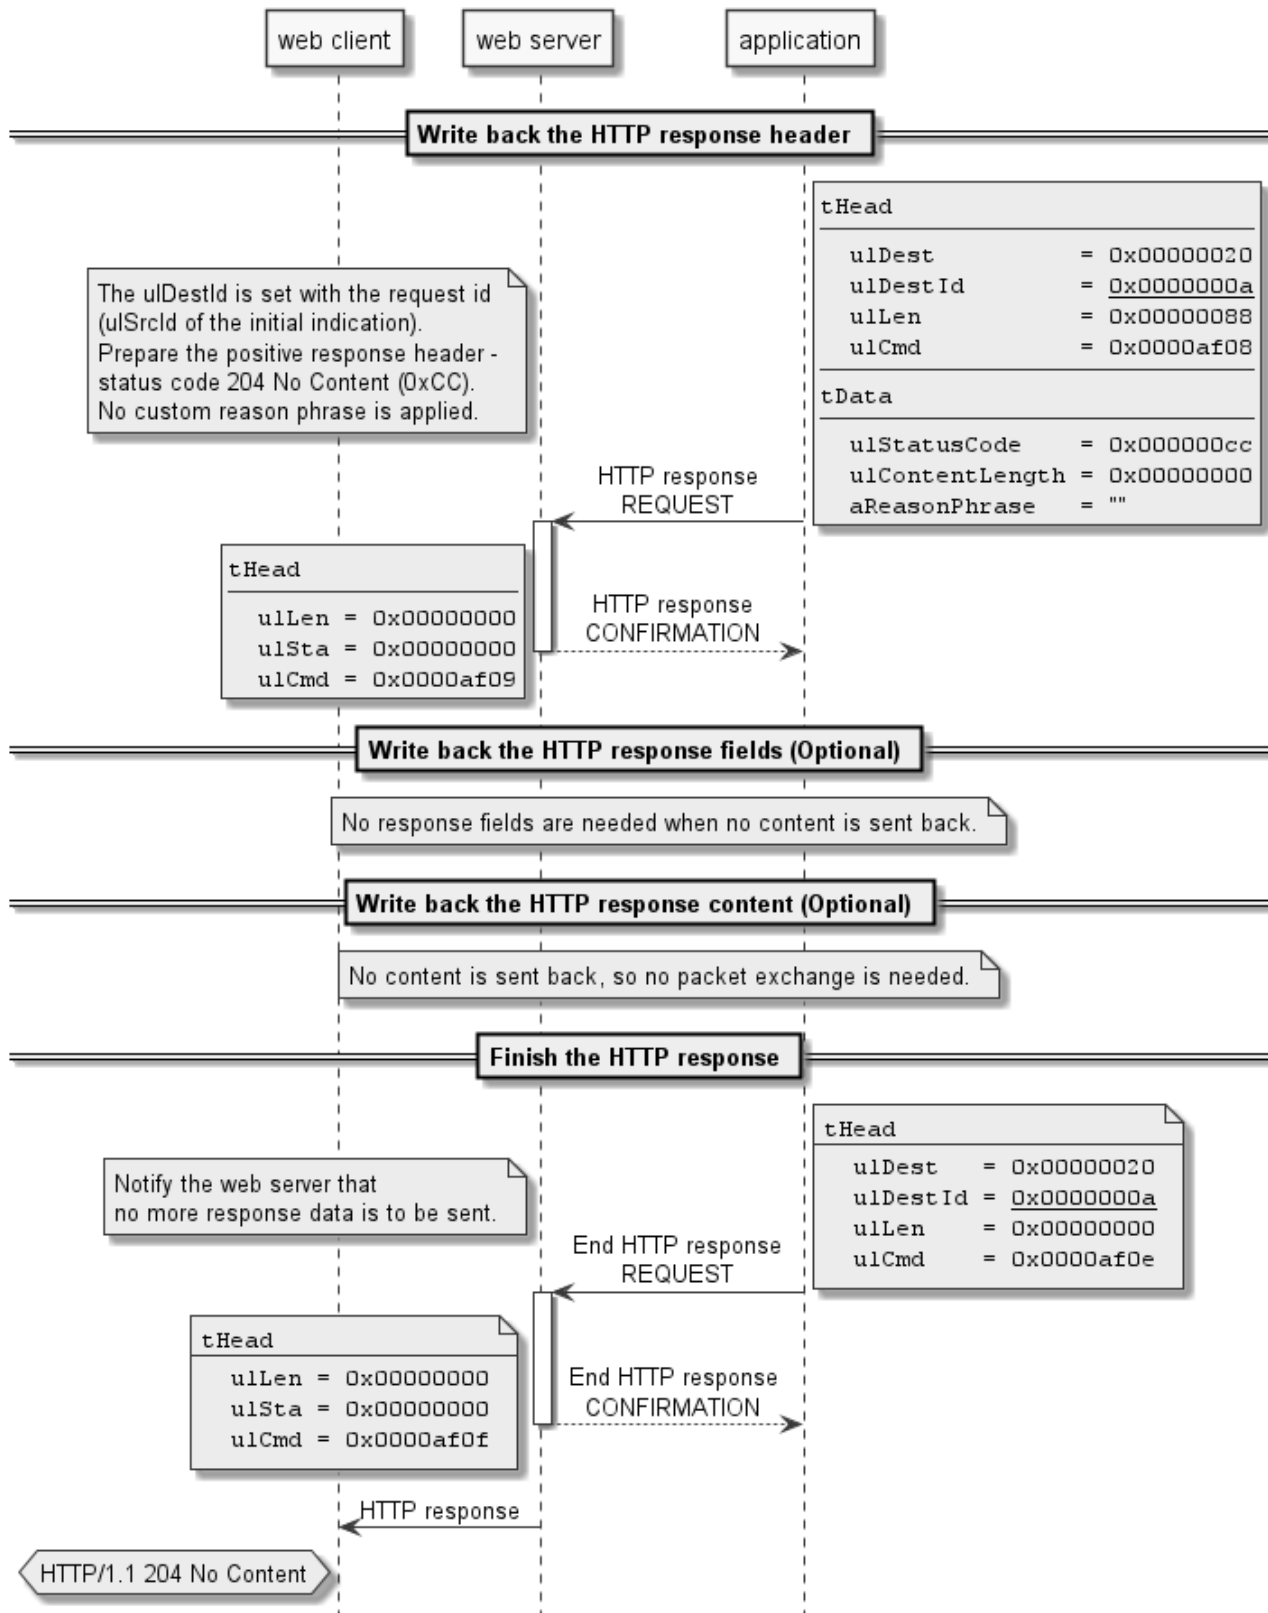 web client
web server
application
Write back the HTTP response header
tHead
ulDest = 0x00000020
ulDestId = 0x0000000a
ulLen = 0x00000088
ulCmd = 0x0000af08
tData
ulStatusCode = 0x000000cc
ulContentLength = 0x00000000
aReasonPhrase = ""
The ulDestId is set with the request id
(ulSrcId of the initial indication).
Prepare the positive response header -
status code 204 No Content (0xCC).
No custom reason phrase is applied.
HTTP response
REQUEST
tHead
ulLen = 0x00000000
ulSta = 0x00000000
ulCmd = 0x0000af09
HTTP response
CONFIRMATION
Write back the HTTP response fields (Optional)
No response fields are needed when no content is sent back.
Write back the HTTP response content (Optional)
No content is sent back, so no packet exchange is needed.
Finish the HTTP response
tHead
ulDest = 0x00000020
ulDestId = 0x0000000a
ulLen = 0x00000000
ulCmd = 0x0000af0e
Notify the web server that
no more response data is to be sent.
End HTTP response
REQUEST
tHead
ulLen = 0x00000000
ulSta = 0x00000000
ulCmd = 0x0000af0f
End HTTP response
CONFIRMATION
HTTP response
HTTP/1.1 204 No Content